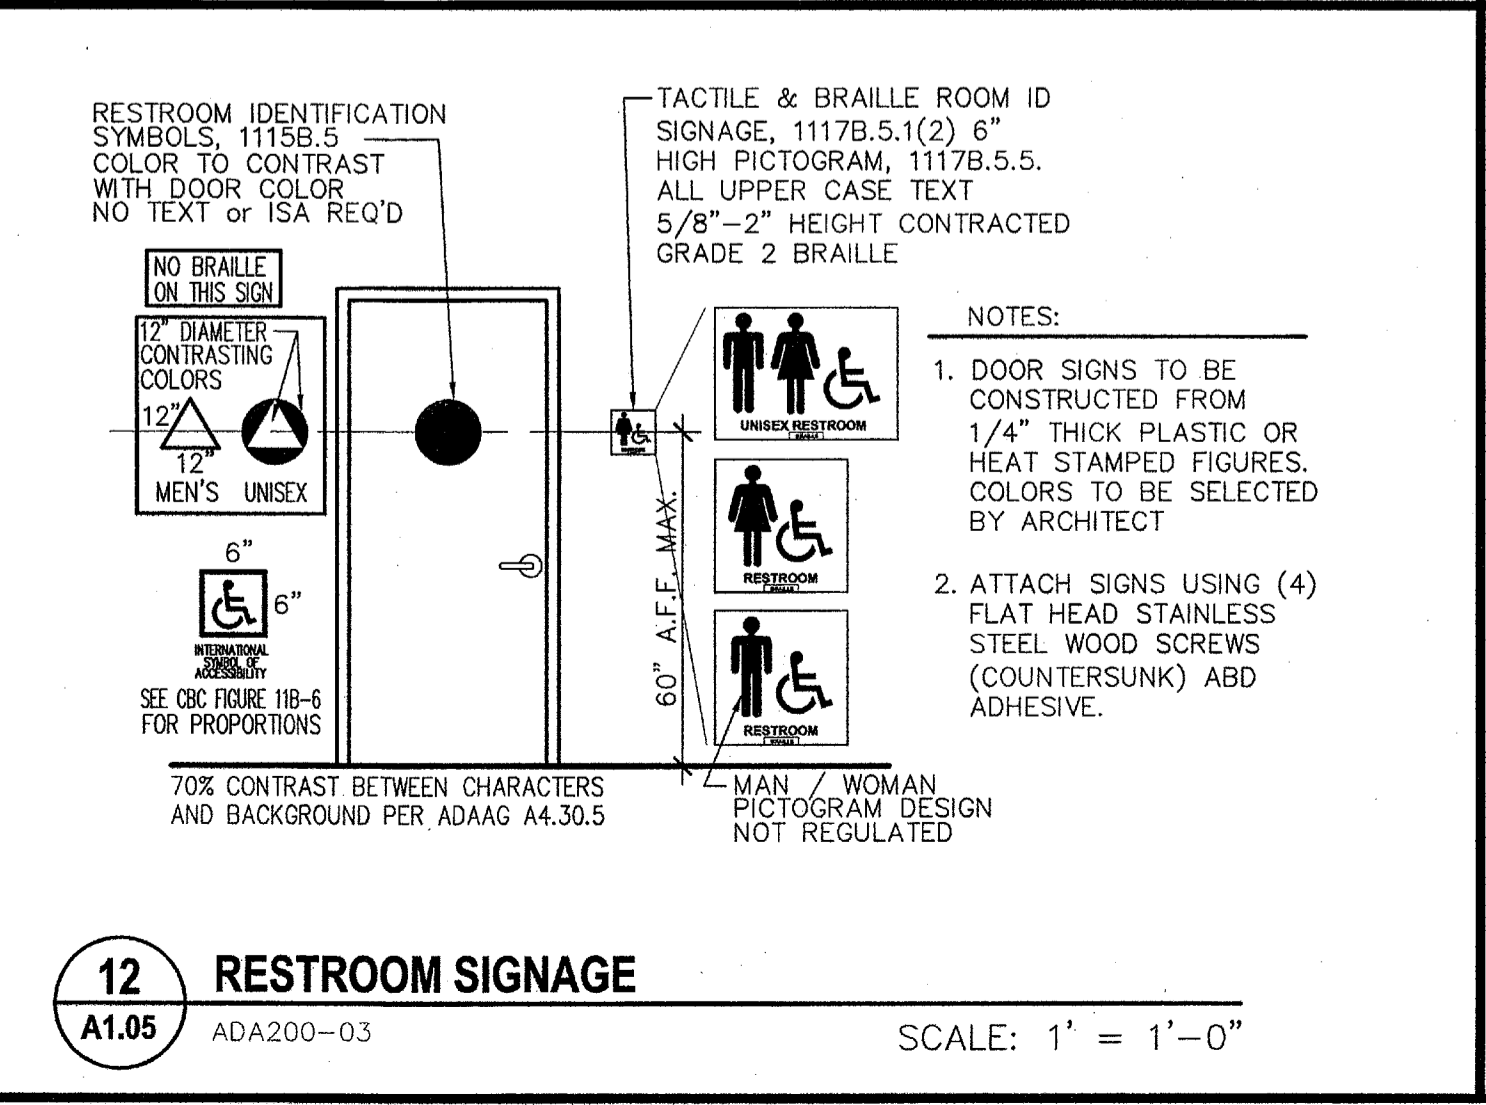 RESTROOM IDENTIFICATION
SYMBOLS, 1115B.5
COLOR TO CONTRAST
WITH DOOR COLOR
NO TEXT or ISA REQ'D
TACTILE & BRAILLE ROOM ID
SIGNAGE, 1117B.5.1(2) 6"
HIGH PICTOGRAM, 1117B.5.5.
ALL UPPER CASE TEXT
5/8"-2" HEIGHT CONTRACTED
GRADE 2 BRAILLE
NO BRAILLE
ON THIS SIGN
12" DIAMETER
CONTRASTING
COLORS
12"
12"
MEN'S UNISEX
6"
6"
INTERNATIONAL
SYMBOL OF
ACCESSIBILITY
SEE CBC FIGURE 11B-6
FOR PROPORTIONS
70% CONTRAST BETWEEN CHARACTERS
AND BACKGROUND PER ADAAG A4.30.5
60" A.F.F. MAX.
UNISEX RESTROOM
BRAILLE
RESTROOM
BRAILLE
RESTROOM
BRAILLE
MAN / WOMAN
PICTOGRAM DESIGN
NOT REGULATED
NOTES:
1. DOOR SIGNS TO BE
CONSTRUCTED FROM
1/4" THICK PLASTIC OR
HEAT STAMPED FIGURES.
COLORS TO BE SELECTED
BY ARCHITECT
2. ATTACH SIGNS USING (4)
FLAT HEAD STAINLESS
STEEL WOOD SCREWS
(COUNTERSUNK) ABD
ADHESIVE.
12
A1.05
RESTROOM SIGNAGE
ADA200-03
SCALE: 1' = 1'-0"